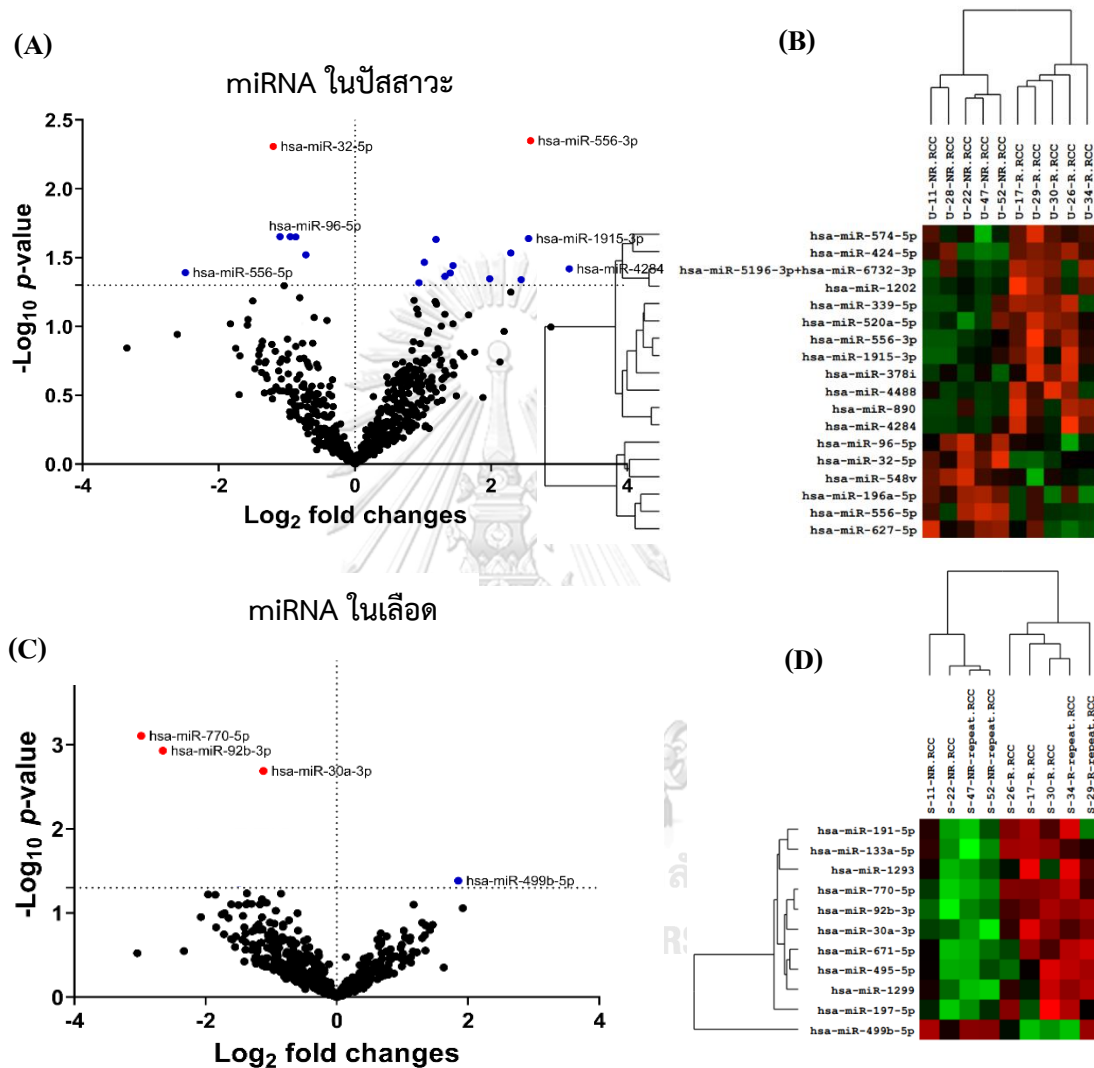 (A)
miRNA ในปัสสาวะ
-Log10 p-value
2.5
2.0
1.5
1.0
0.5
0.0
hsa-miR-32-5p
hsa-miR-556-3p
hsa-miR-96-5p
hsa-miR-1915-3p
hsa-miR-556-5p
hsa-miR-4284
-4
-2
0
2
4
Log2 fold changes
(B)
U-11-NR.RCC
U-28-NR.RCC
U-22-NR.RCC
U-47-NR.RCC
U-52-NR.RCC
U-17-R.RCC
U-29-R.RCC
U-30-R.RCC
U-26-R.RCC
U-34-R.RCC
hsa-miR-574-5p
hsa-miR-424-5p
hsa-miR-5196-3p+hsa-miR-6732-3p
hsa-miR-1202
hsa-miR-339-5p
hsa-miR-520a-5p
hsa-miR-556-3p
hsa-miR-1915-3p
hsa-miR-378i
hsa-miR-4488
hsa-miR-890
hsa-miR-4284
hsa-miR-96-5p
hsa-miR-32-5p
hsa-miR-548v
hsa-miR-196a-5p
hsa-miR-556-5p
hsa-miR-627-5p
(C)
miRNA ในเลือด
-Log10 p-value
3
2
1
0
hsa-miR-770-5p
hsa-miR-92b-3p
hsa-miR-30a-3p
hsa-miR-499b-5p
-4
-2
0
2
4
Log2 fold changes
(D)
S-11-NR.RCC
S-22-NR.RCC
S-47-NR-repeat.RCC
S-52-NR-repeat.RCC
S-26-R.RCC
S-17-R.RCC
S-30-R.RCC
S-34-R-repeat.RCC
S-29-R-repeat.RCC
hsa-miR-191-5p
hsa-miR-133a-5p
hsa-miR-1293
hsa-miR-770-5p
hsa-miR-92b-3p
hsa-miR-30a-3p
hsa-miR-671-5p
hsa-miR-495-5p
hsa-miR-1299
hsa-miR-197-5p
hsa-miR-499b-5p